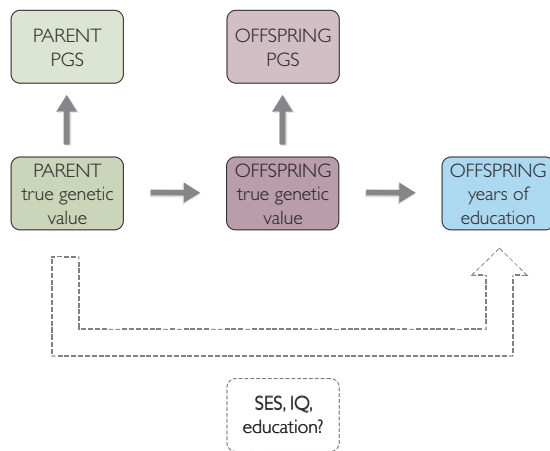 PARENT
PGS
OFFSPRING
PGS
PARENT
true genetic
value
OFFSPRING
true genetic
value
OFFSPRING
years of
education
SES, IQ,
education?